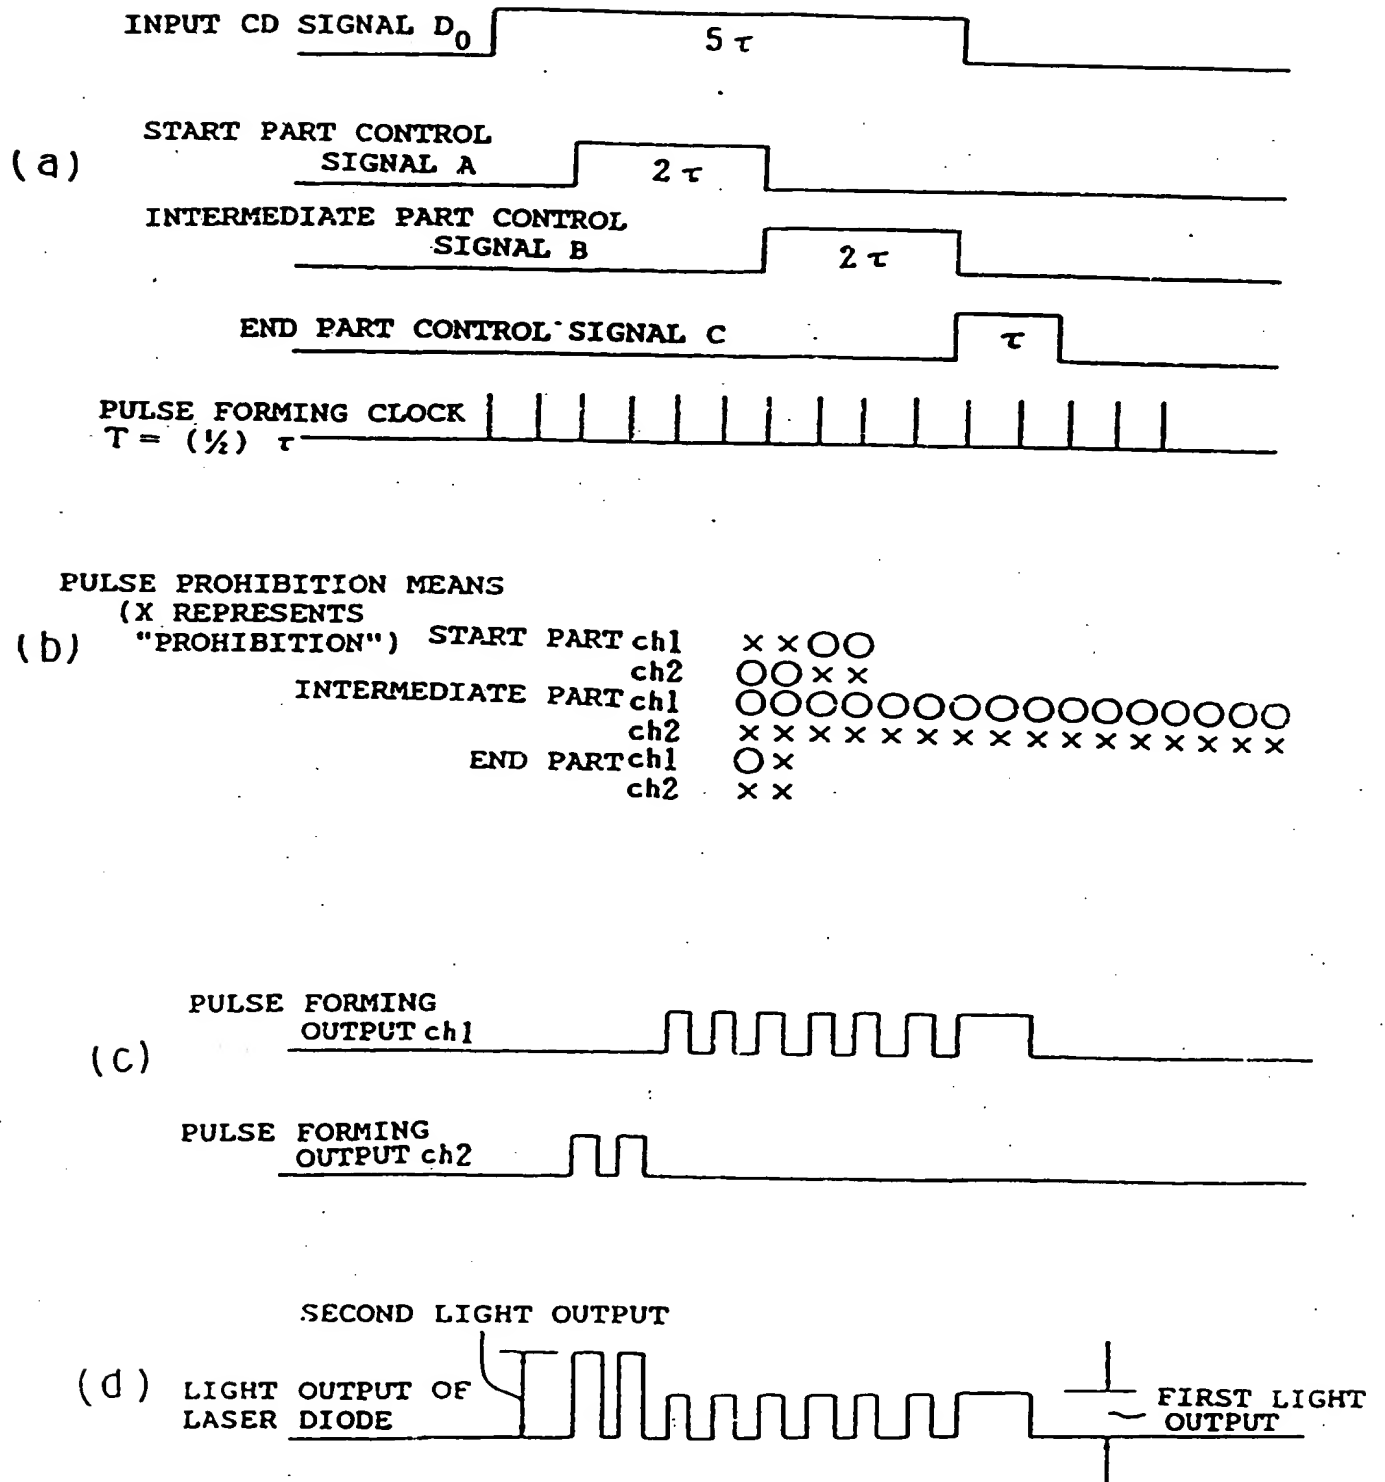 INPUT CD SIGNAL D0
5 τ
(a)
START PART CONTROL
SIGNAL A
2 τ
INTERMEDIATE PART CONTROL
SIGNAL B
2 τ
END PART CONTROL SIGNAL C
τ
PULSE FORMING CLOCK
T = (½) τ
(b)
PULSE PROHIBITION MEANS
(X REPRESENTS
"PROHIBITION")
START PART ch1 ××○○
ch2 ○○××
INTERMEDIATE PART ch1 ○○○○○○○○○○○○○○○○
ch2 ××××××××××××××××
END PART ch1 ○×
ch2 ××
(c)
PULSE FORMING
OUTPUT ch1
PULSE FORMING
OUTPUT ch2
SECOND LIGHT OUTPUT
(d)
LIGHT OUTPUT OF
LASER DIODE
FIRST LIGHT
OUTPUT